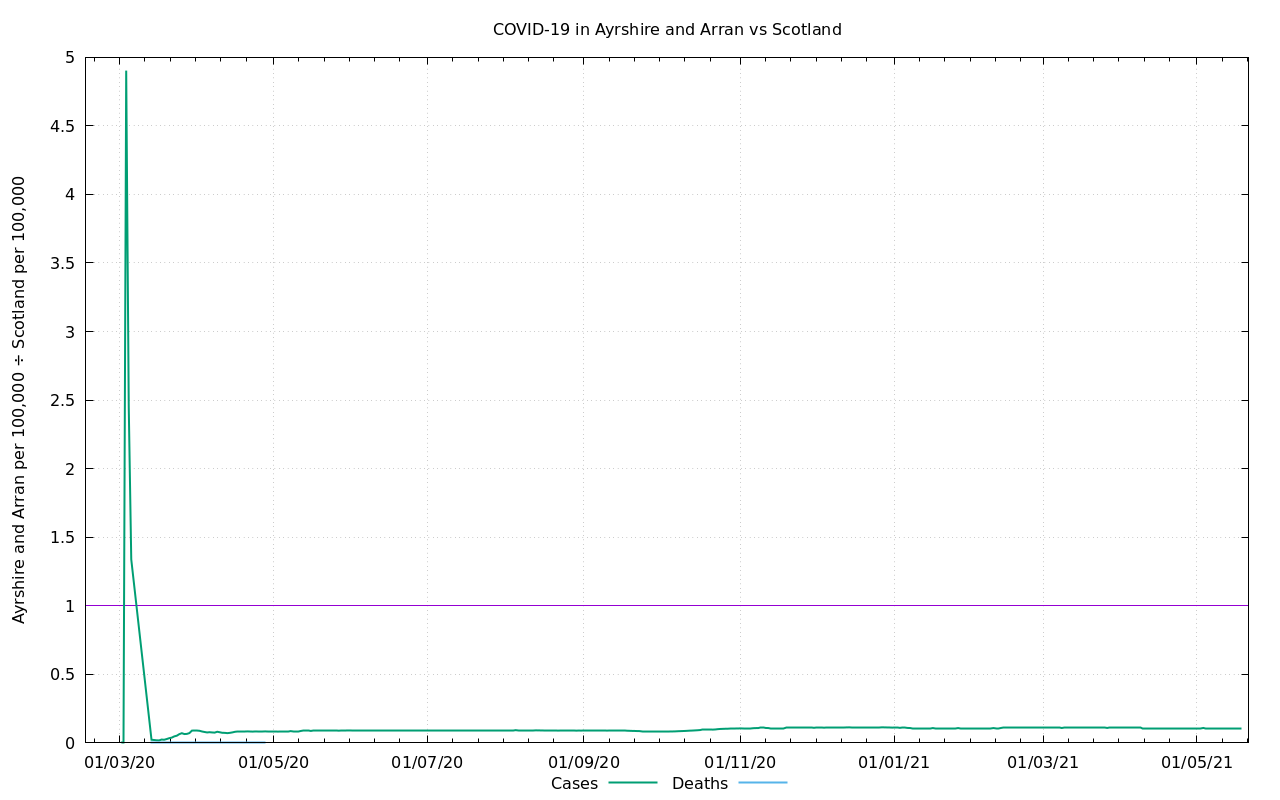 COVID-19 in Ayrshire and Arran vs Scotland
Ayrshire and Arran per 100,000 ÷ Scotland per 100,000
5
4.5
4
3.5
3
2.5
2
1.5
1
0.5
0
01/03/20 01/05/20 01/07/20 01/09/20 01/11/20 01/01/21 01/03/21 01/05/21
Cases Deaths